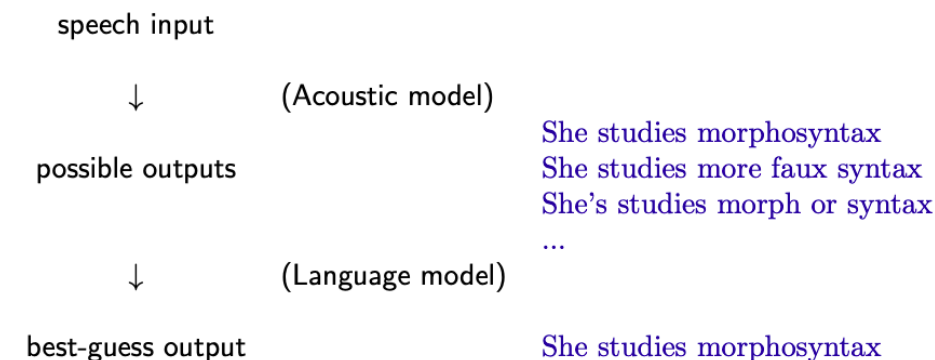 speech input
↓ (Acoustic model)
She studies morphosyntax
possible outputs She studies more faux syntax
She's studies morph or syntax
...
↓ (Language model)
best-guess output She studies morphosyntax